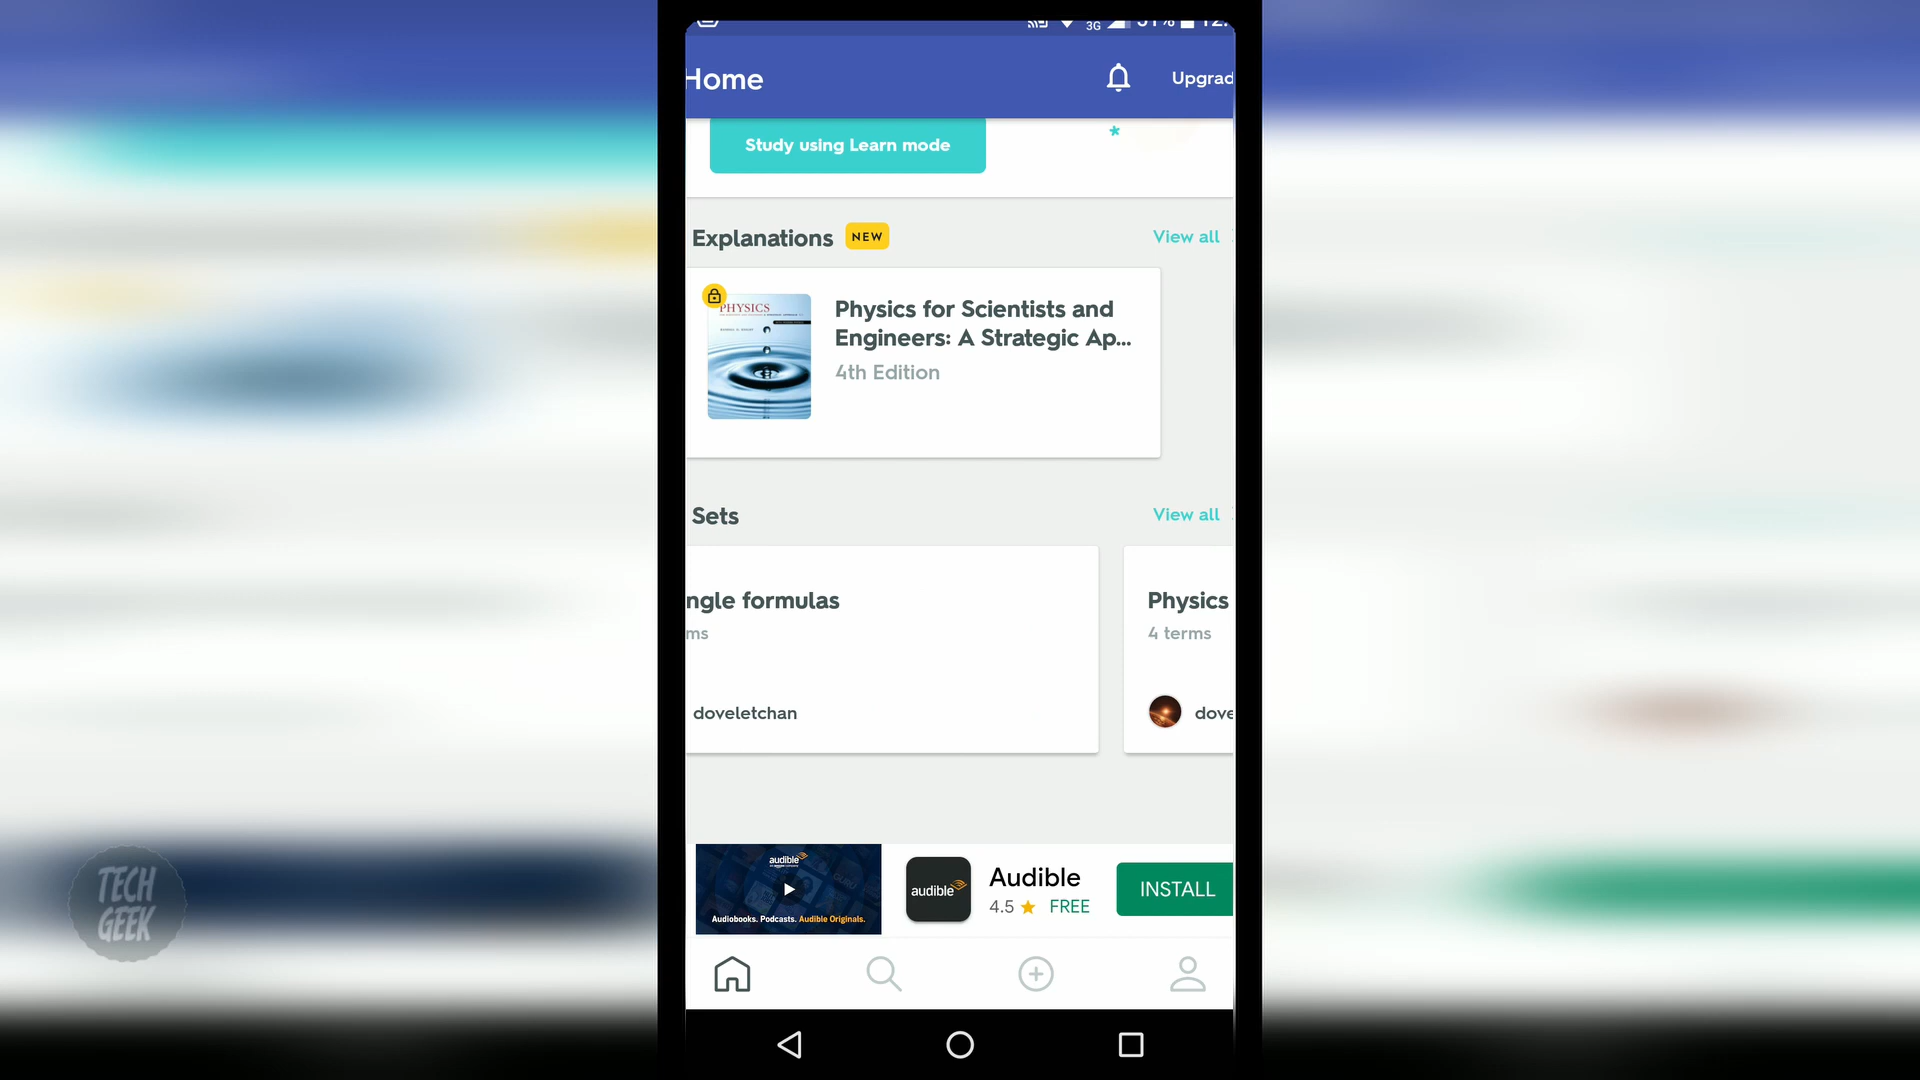 3G
Home
Upgrad
Study using Learn mode
Explanations NEW
View all
PHYSICS
Physics for Scientists and
Engineers: A Strategic Ap...
4th Edition
Sets
View all
ngle formulas
ms
doveletchan
Physics
4 terms
dove
audible
Audiobooks. Podcasts. Audible Originals.
audible
Audible
4.5 FREE
INSTALL
TECH
GEEK